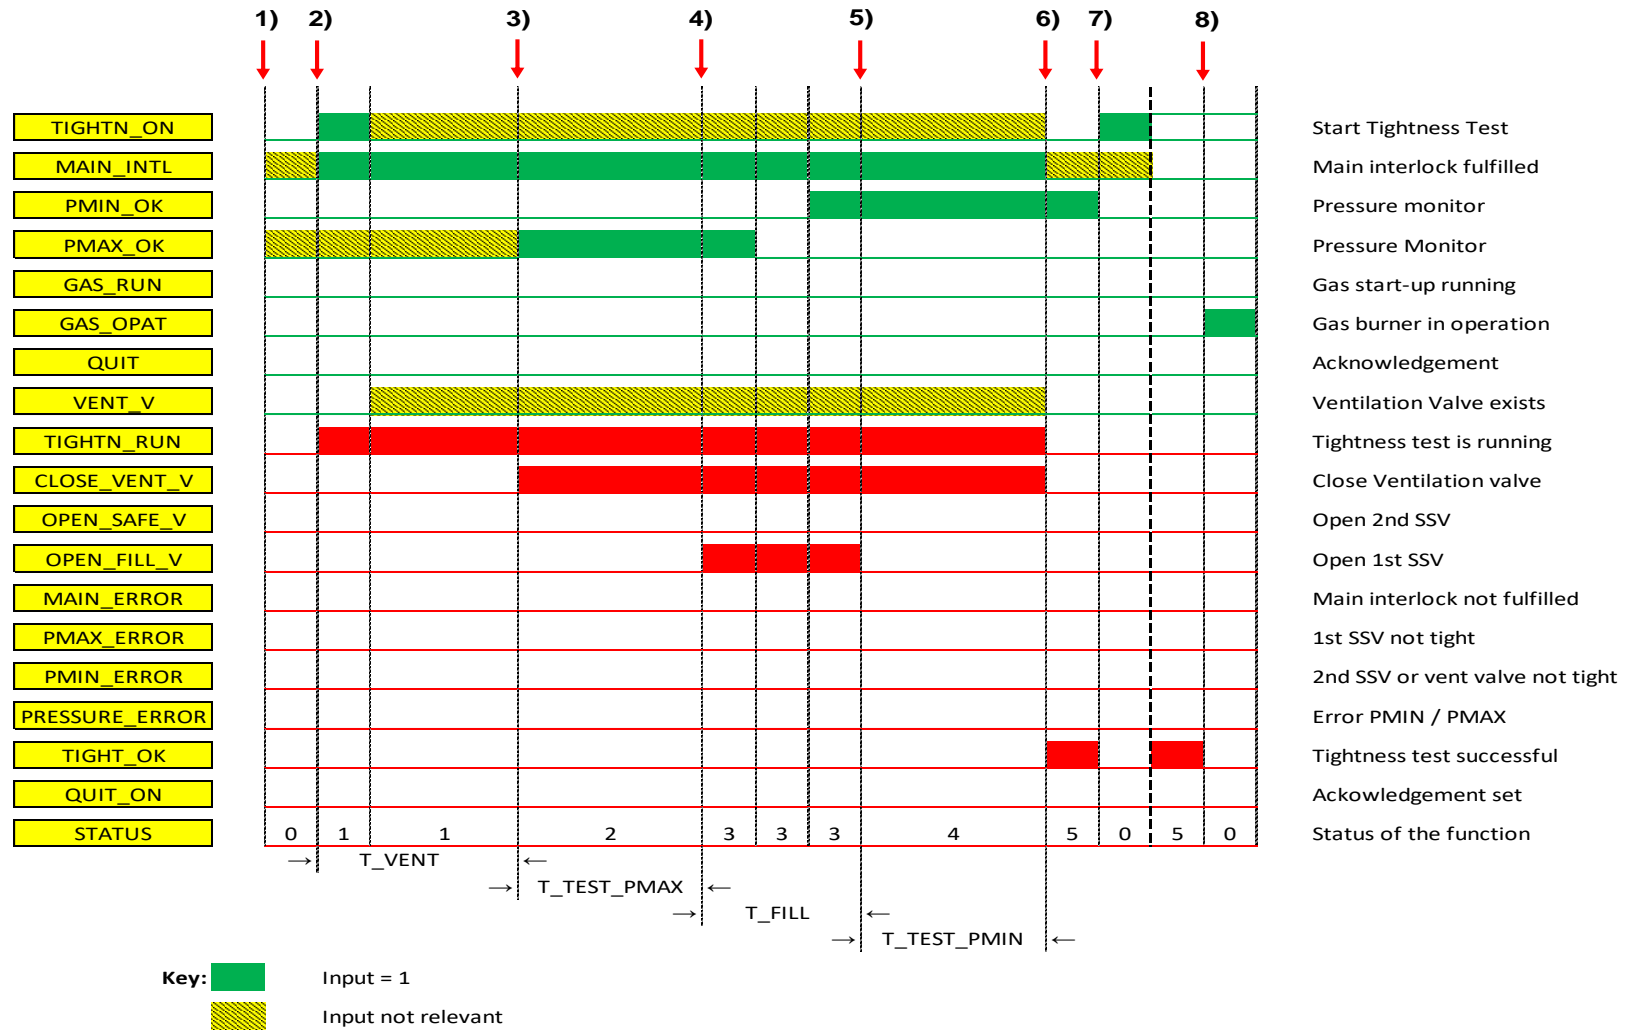 1) 2) 3) 4) 5) 6) 7) 8)
TIGHTN_ON Start Tightness Test
MAIN_INTL Main interlock fulfilled
PMIN_OK Pressure monitor
PMAX_OK Pressure Monitor
GAS_RUN Gas start-up running
GAS_OPAT Gas burner in operation
QUIT Acknowledgement
VENT_V Ventilation Valve exists
TIGHTN_RUN Tightness test is running
CLOSE_VENT_V Close Ventilation valve
OPEN_SAFE_V Open 2nd SSV
OPEN_FILL_V Open 1st SSV
MAIN_ERROR Main interlock not fulfilled
PMAX_ERROR 1st SSV not tight
PMIN_ERROR 2nd SSV or vent valve not tight
PRESSURE_ERROR Error PMIN / PMAX
TIGHT_OK Tightness test successful
QUIT_ON Ackowledgement set
STATUS 0 1 1 2 3 3 3 4 5 0 5 0 Status of the function
→ T_VENT ←
→ T_TEST_PMAX ←
→ T_FILL ←
→ T_TEST_PMIN ←
Key: Input = 1
Input not relevant